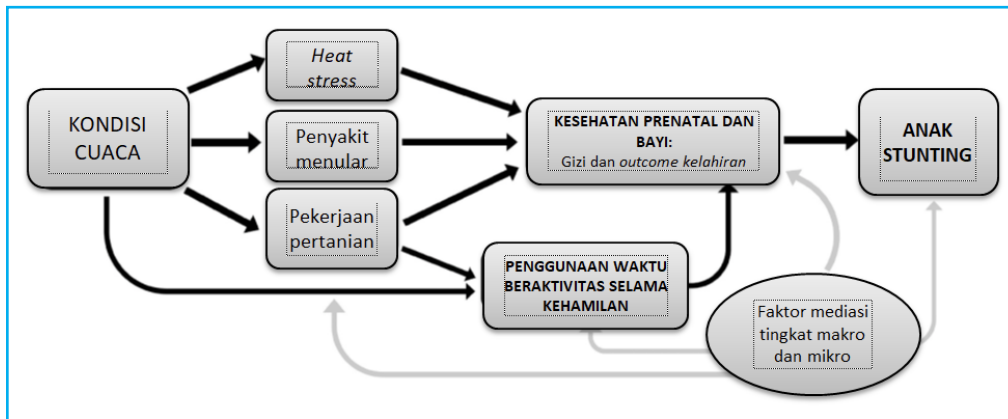 Heat
stress
KONDISI
CUACA
Penyakit
menular
Pekerjaan
pertanian
KESEHATAN PRENATAL DAN
BAYI:
Gizi dan outcome kelahiran
ANAK
STUNTING
PENGGUNAAN WAKTU
BERAKTIVITAS SELAMA
KEHAMILAN
Faktor mediasi
tingkat makro
dan mikro